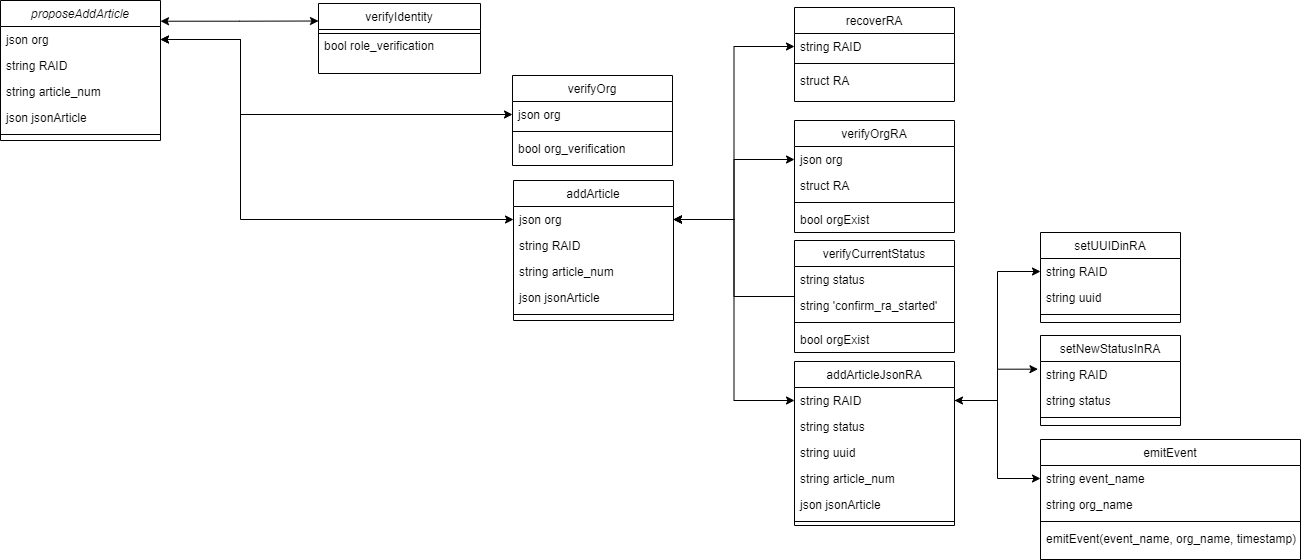 proposeAddArticle
json org
string RAID
string article_num
json jsonArticle
verifyIdentity
bool role_verification
verifyOrg
json org
bool org_verification
addArticle
json org
string RAID
string article_num
json jsonArticle
recoverRA
string RAID
struct RA
verifyOrgRA
json org
struct RA
bool orgExist
verifyCurrentStatus
string status
string 'confirm_ra_started'
bool orgExist
addArticleJsonRA
string RAID
string status
string uuid
string article_num
json jsonArticle
setUUIDinRA
string RAID
string uuid
setNewStatusInRA
string RAID
string status
emitEvent
string event_name
string org_name
emitEvent(event_name, org_name, timestamp)